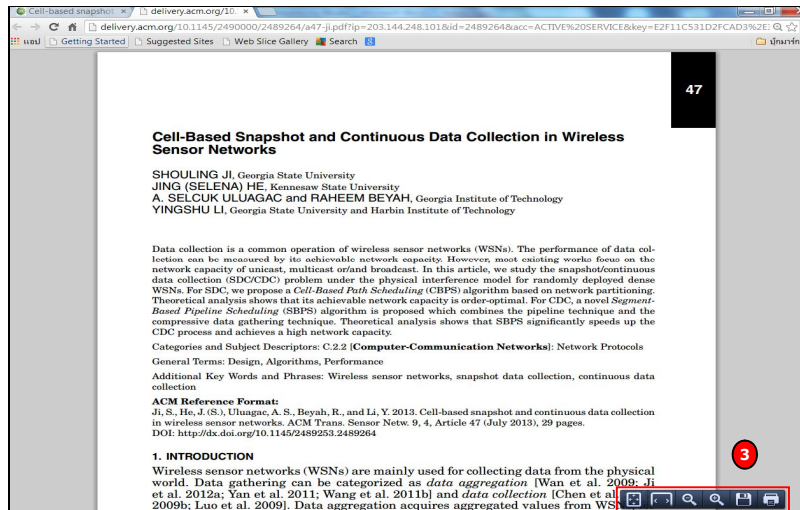 Cell-based snapshot
delivery.acm.org/10.
delivery.acm.org/10.1145/2490000/2489264/a47-ji.pdf?ip=203.144.248.101&id=2489264&acc=ACTIVE%20SERVICE&key=E2F11C531D2FCAD3%2E
แอป Getting Started Suggested Sites Web Slice Gallery Search 8 บุ๊กมาร์ก
47
Cell-Based Snapshot and Continuous Data Collection in Wireless
Sensor Networks
SHOULING JI, Georgia State University
JING (SELENA) HE, Kennesaw State University
A. SELCUK ULUAGAC and RAHEEM BEYAH, Georgia Institute of Technology
YINGSHU LI, Georgia State University and Harbin Institute of Technology
Data collection is a common operation of wireless sensor networks (WSNs). The performance of data col-
lection can be measured by its achievable network capacity. However, most existing works focus on the
network capacity of unicast, multicast or/and broadcast. In this article, we study the snapshot/continuous
data collection (SDC/CDC) problem under the physical interference model for randomly deployed dense
WSNs. For SDC, we propose a Cell-Based Path Scheduling (CBPS) algorithm based on network partitioning.
Theoretical analysis shows that its achievable network capacity is order-optimal. For CDC, a novel Segment-
Based Pipeline Scheduling (SBPS) algorithm is proposed which combines the pipeline technique and the
compressive data gathering technique. Theoretical analysis shows that SBPS significantly speeds up the
CDC process and achieves a high network capacity.
Categories and Subject Descriptors: C.2.2 [Computer-Communication Networks]: Network Protocols
General Terms: Design, Algorithms, Performance
Additional Key Words and Phrases: Wireless sensor networks, snapshot data collection, continuous data
collection
ACM Reference Format:
Ji, S., He, J. (S.), Uluagac, A. S., Beyah, R., and Li, Y. 2013. Cell-based snapshot and continuous data collection
in wireless sensor networks. ACM Trans. Sensor Netw. 9, 4, Article 47 (July 2013), 29 pages.
DOI: http://dx.doi.org/10.1145/2489253.2489264
1. INTRODUCTION
Wireless sensor networks (WSNs) are mainly used for collecting data from the physical
world. Data gathering can be categorized as data aggregation [Wan et al. 2009; Ji
et al. 2012a; Yan et al. 2011; Wang et al. 2011b] and data collection [Chen et al.
2009b; Luo et al. 2009]. Data aggregation acquires aggregated values from WS
3